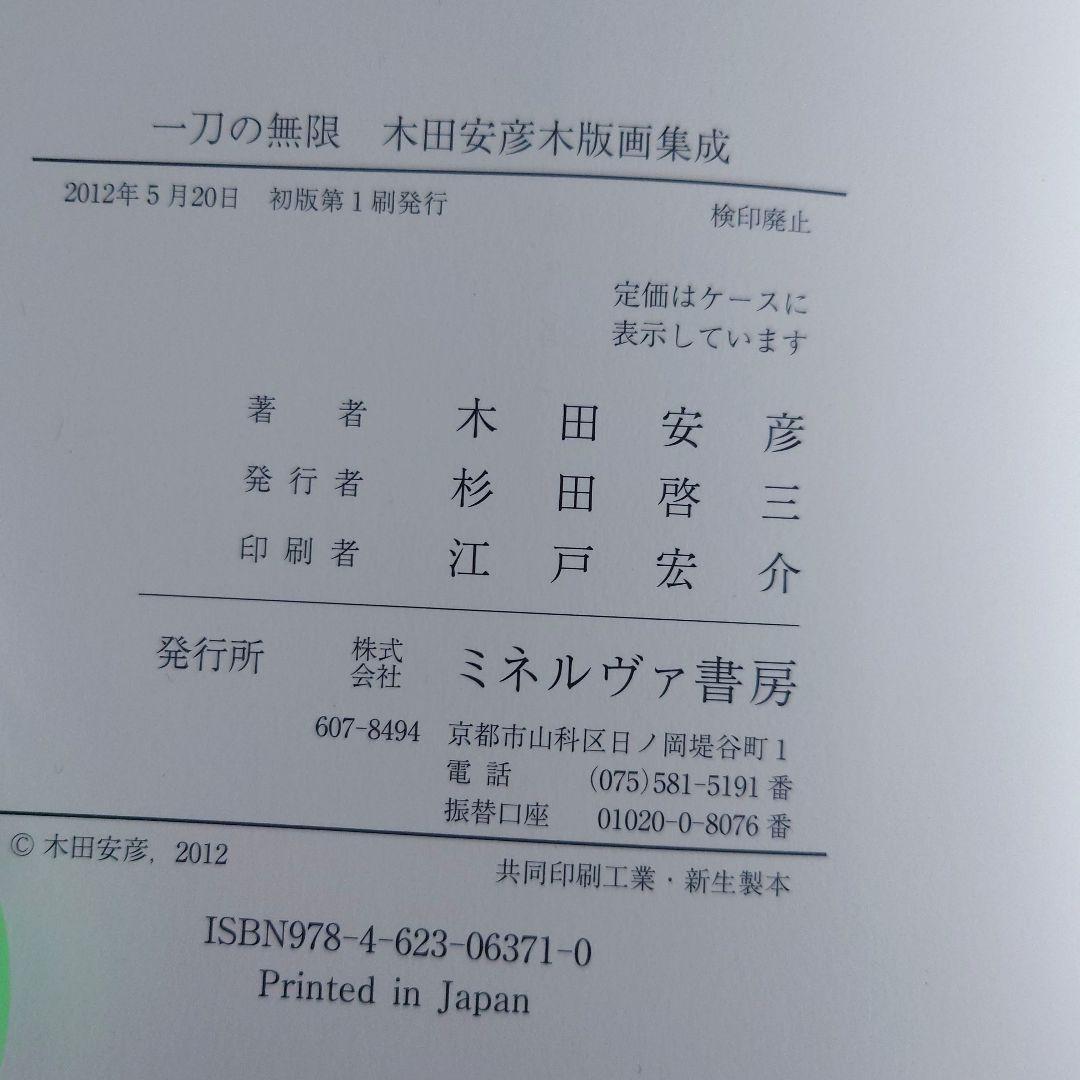 一刀の無限　木田安彦木版画集成
2012年5月20日　初版第1刷発行　検印廃止
定価はケースに
表示しています
著者　木田安彦
発行者　杉田啓三
印刷者　江戸宏介
発行所　株式会社　ミネルヴァ書房
607-8494　京都市山科区日ノ岡堤谷町1
電話　(075)581-5191番
振替口座　01020-0-8076番
© 木田安彦, 2012　共同印刷工業・新生製本
ISBN978-4-623-06371-0
Printed in Japan